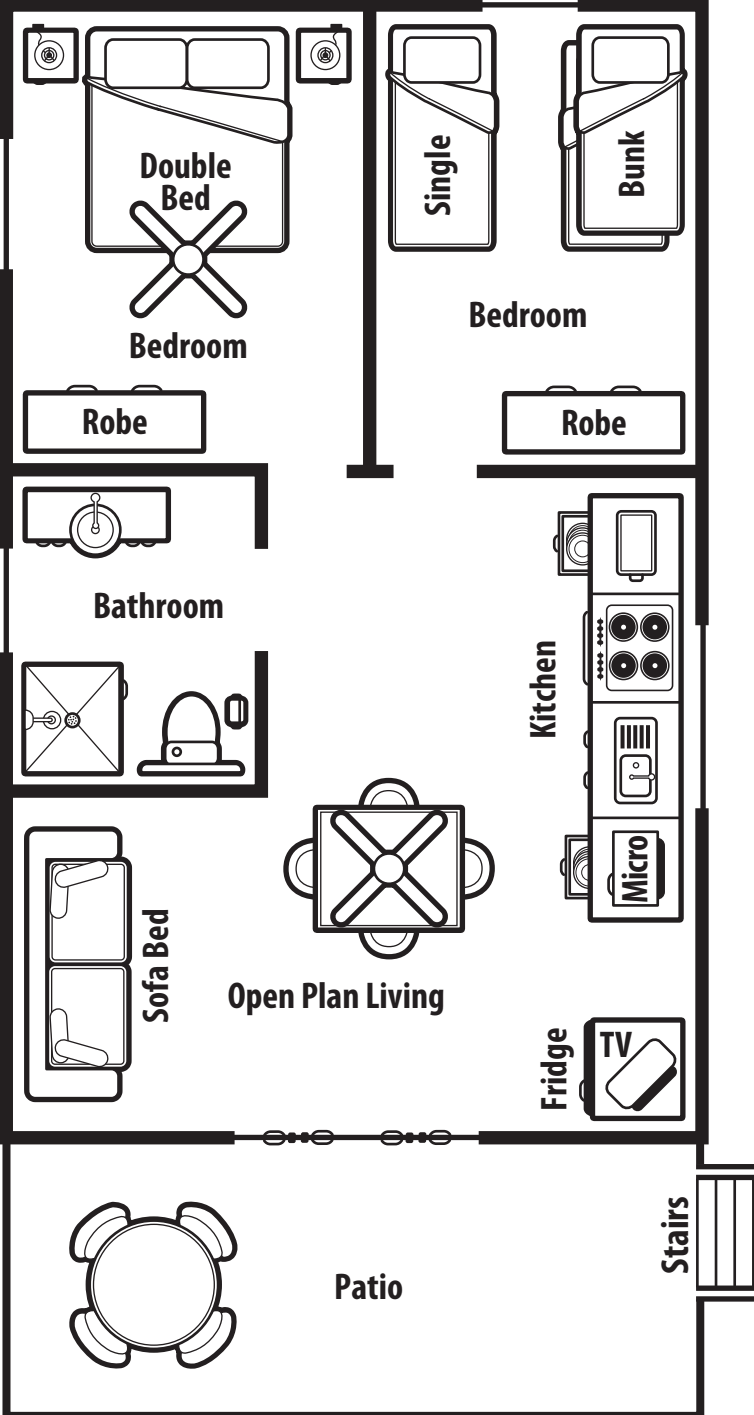 Double
Bed
Single
Bunk
Bedroom
Bedroom
Robe
Robe
Bathroom
Kitchen
Micro
Sofa Bed
Open Plan Living
Fridge
TV
Stairs
Patio